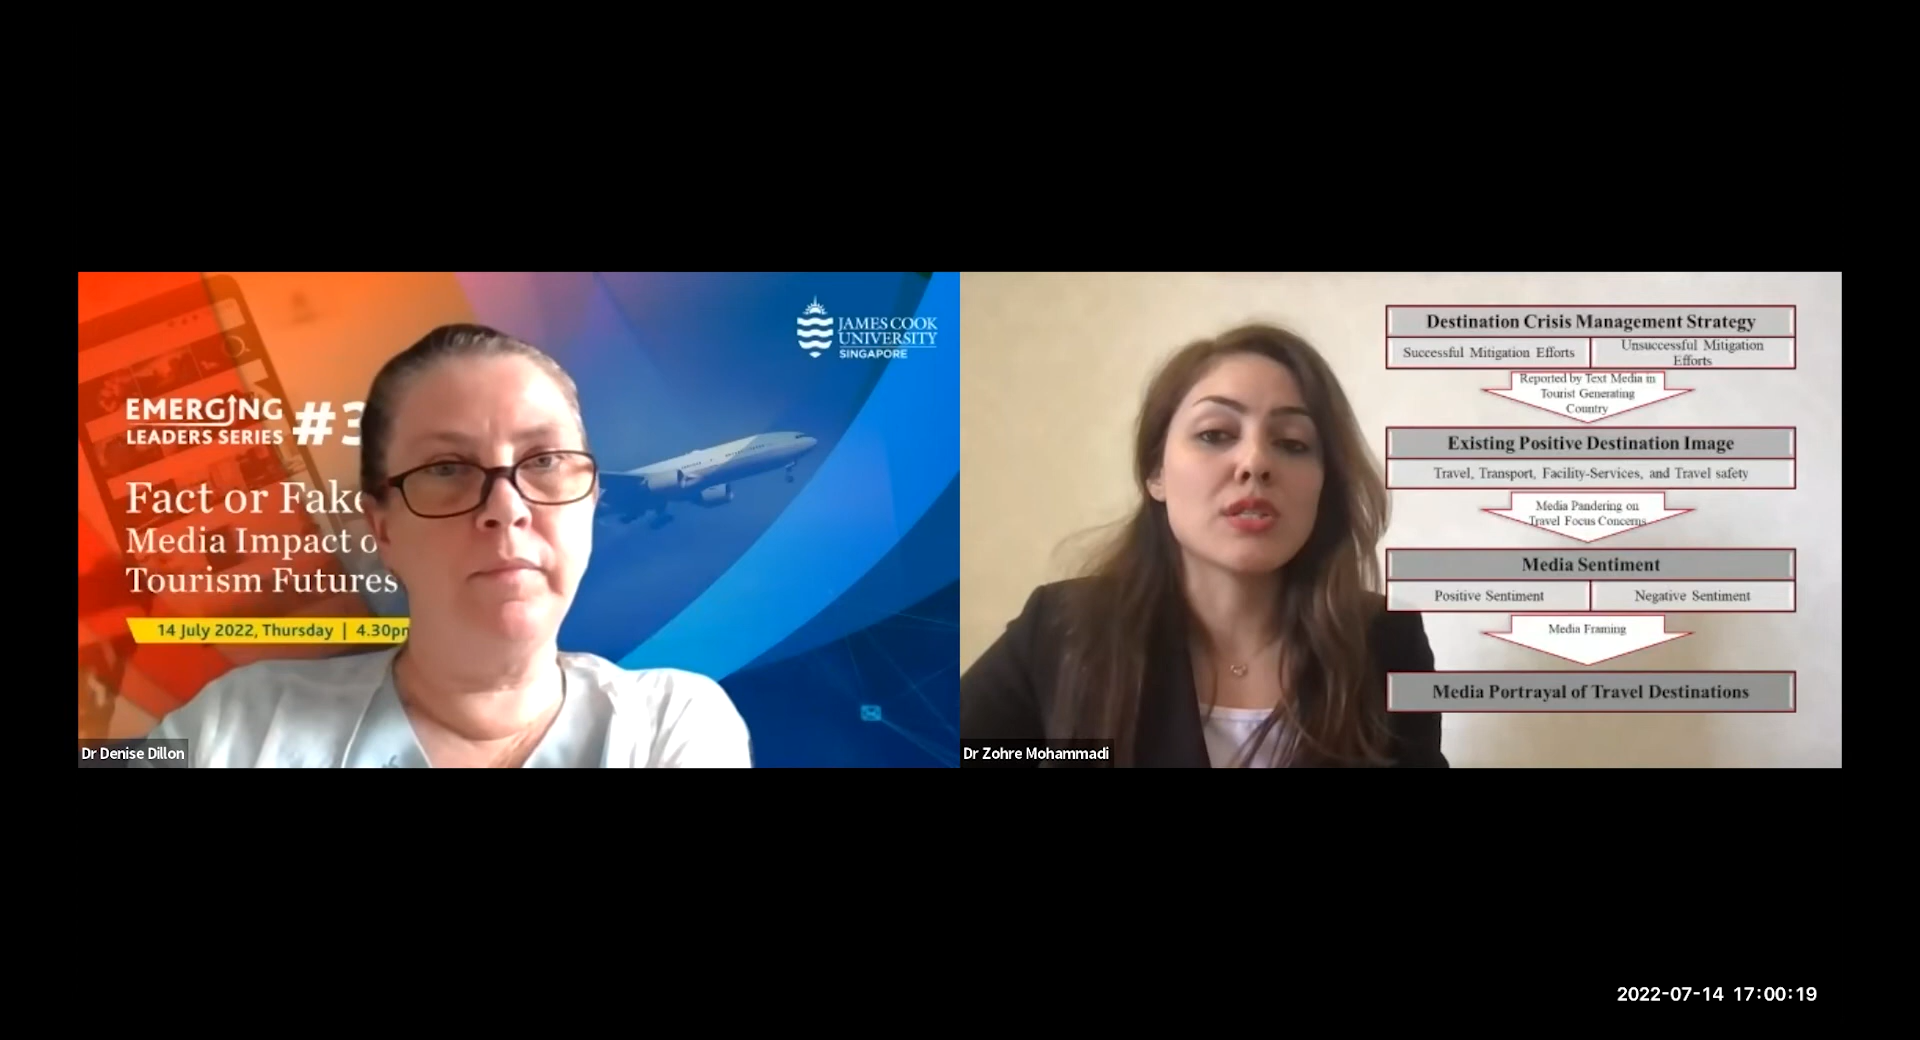 JAMES COOK
UNIVERSITY
SINGAPORE
EMERGING
LEADERS SERIES
#3
Fact or Fake
Media Impact o
Tourism Futures
14 July 2022, Thursday | 4.30pm
Dr Denise Dillon
Destination Crisis Management Strategy
Successful Mitigation Efforts
Unsuccessful Mitigation
Efforts
Reported by Text Media in
Tourist Generating
Country
Existing Positive Destination Image
Travel, Transport, Facility-Services, and Travel safety
Media Pandering on
Travel Focus Concerns
Media Sentiment
Positive Sentiment
Negative Sentiment
Media Framing
Media Portrayal of Travel Destinations
Dr Zohre Mohammadi
2022-07-14 17:00:19